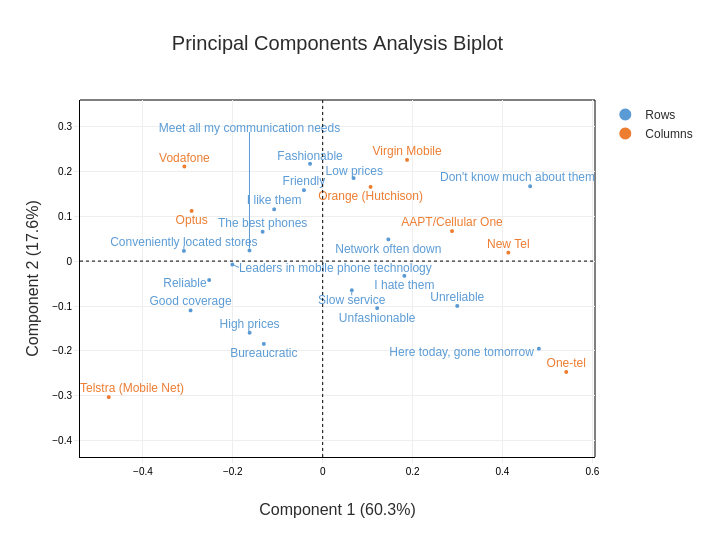 Principal Components Analysis Biplot
Rows
Columns
Component 2 (17.6%)
0.3
0.2
0.1
0
−0.1
−0.2
−0.3
−0.4
Meet all my communication needs
Vodafone
Fashionable
Virgin Mobile
Low prices
Don't know much about them
Friendly
Orange (Hutchison)
I like them
Optus
The best phones
AAPT/Cellular One
Conveniently located stores
Network often down
New Tel
Leaders in mobile phone technology
Reliable
I hate them
Good coverage
Slow service
Unreliable
High prices
Unfashionable
Bureaucratic
Here today, gone tomorrow
One-tel
Telstra (Mobile Net)
−0.4
−0.2
0
0.2
0.4
0.6
Component 1 (60.3%)